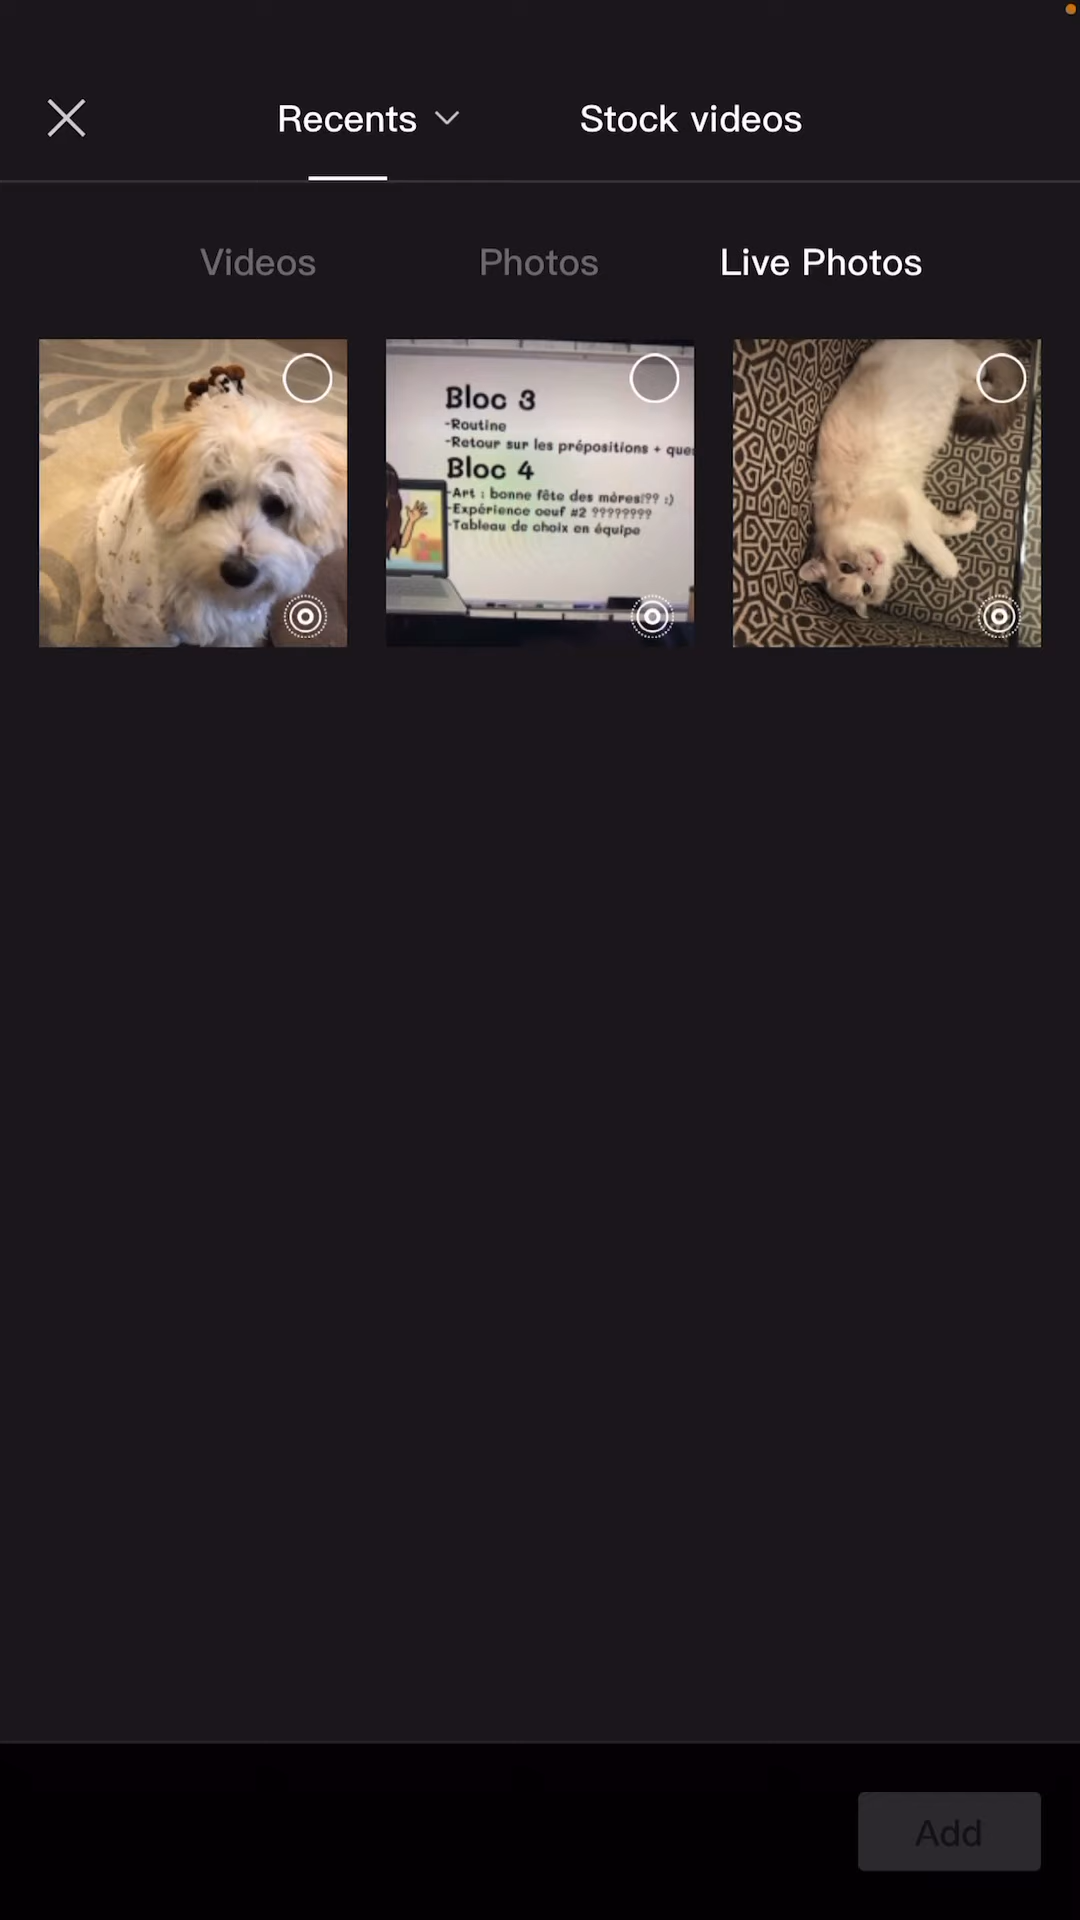 Recents
Stock videos
Videos
Photos
Live Photos
Bloc 3
-Routine
-Retour sur les prépositions + que
Bloc 4
-Art : bonne fête des mères!?? :)
-Expérience oeuf #2 ????????
-Tableau de choix en équipe
Add